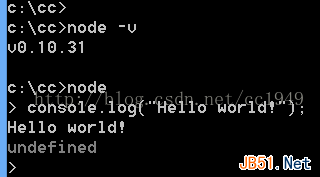 c:\cc>
c:\cc>node -v
v0.10.31
c:\cc>node
> console.log("Hello world!");
http://blog.csdn.net/cc1949
Hello world!
undefined
>
JB51.Net